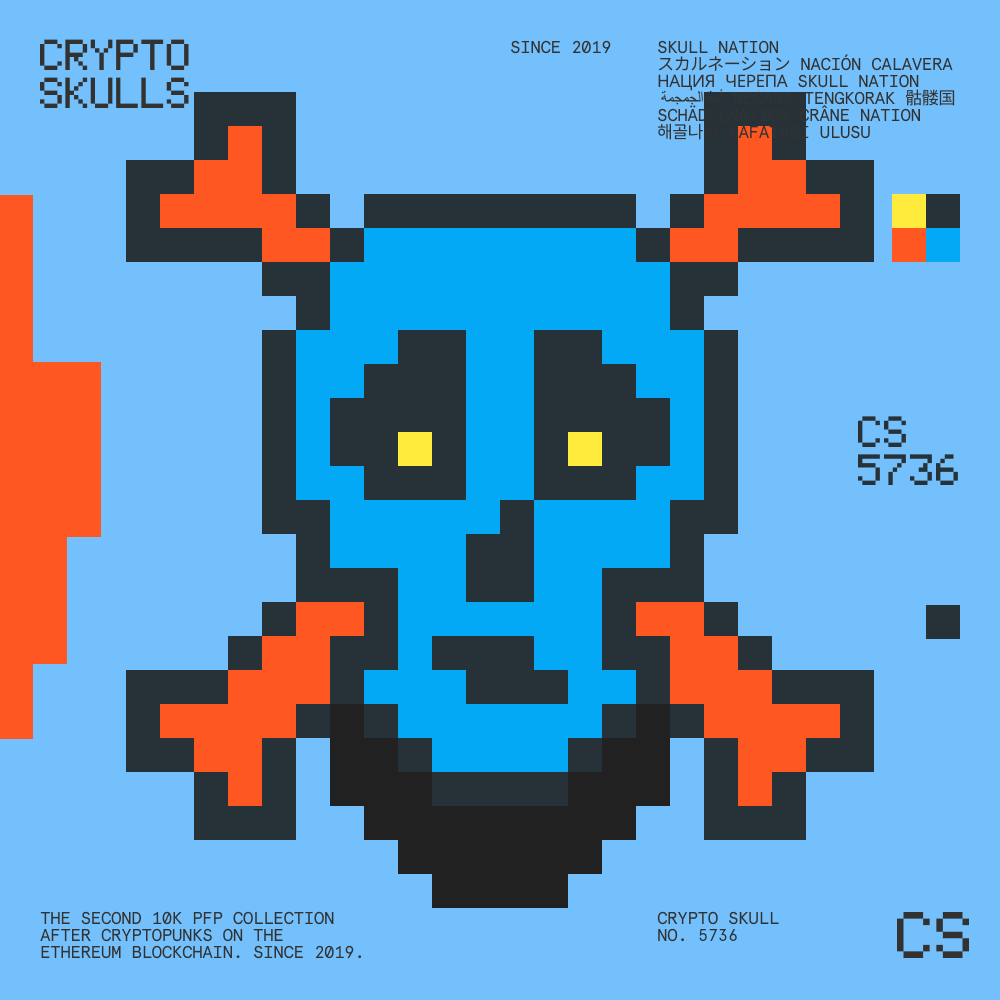 CRYPTO
SKULLS
SINCE 2019
SKULL NATION
スカルネーション NACIÓN CALAVERA
НАЦИЯ ЧЕРЕПА SKULL NATION
TENGKORAK 骷髅国
CRÂNE NATION
ULUSU
CS
5736
THE SECOND 10K PFP COLLECTION
AFTER CRYPTOPUNKS ON THE
ETHEREUM BLOCKCHAIN. SINCE 2019.
CRYPTO SKULL
NO. 5736
CS